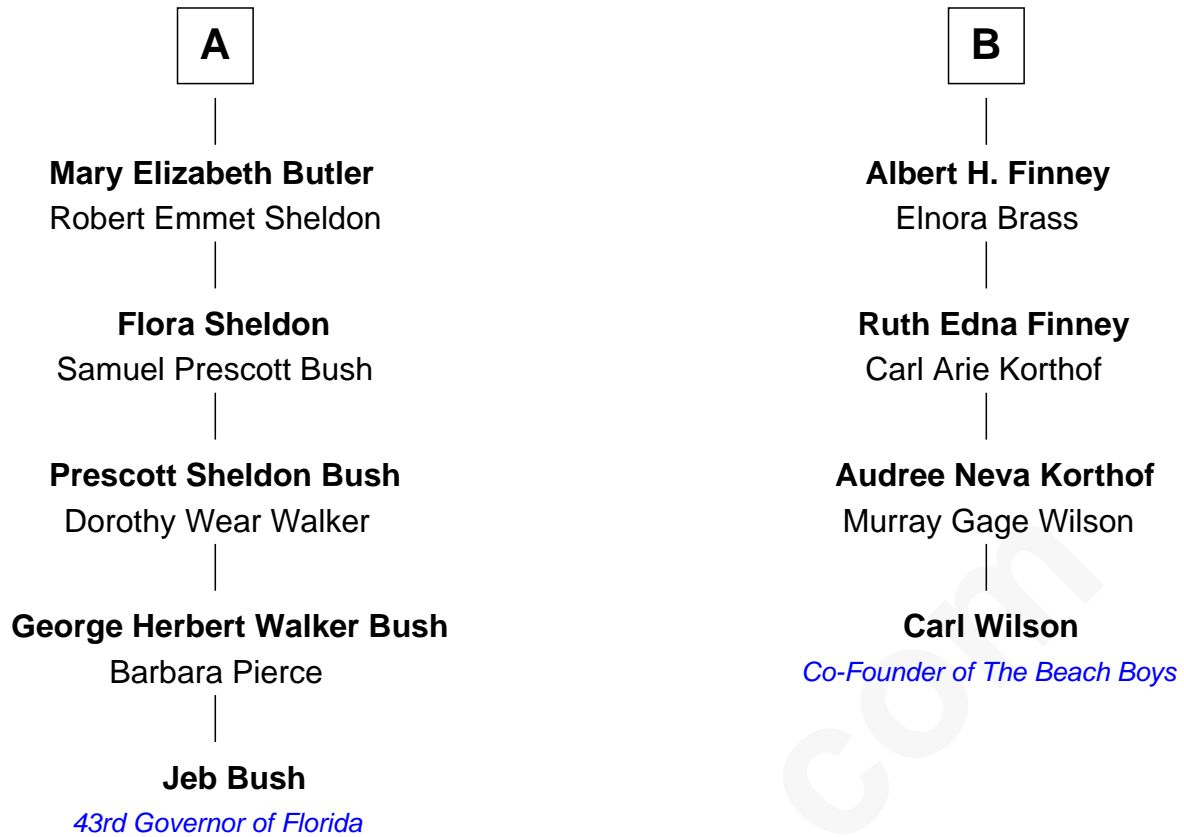 A
Mary Elizabeth Butler
Robert Emmet Sheldon
Flora Sheldon
Samuel Prescott Bush
Prescott Sheldon Bush
Dorothy Wear Walker
George Herbert Walker Bush
Barbara Pierce
Jeb Bush
43rd Governor of Florida
B
Albert H. Finney
Elnora Brass
Ruth Edna Finney
Carl Arie Korthof
Audree Neva Korthof
Murray Gage Wilson
Carl Wilson
Co-Founder of The Beach Boys
com